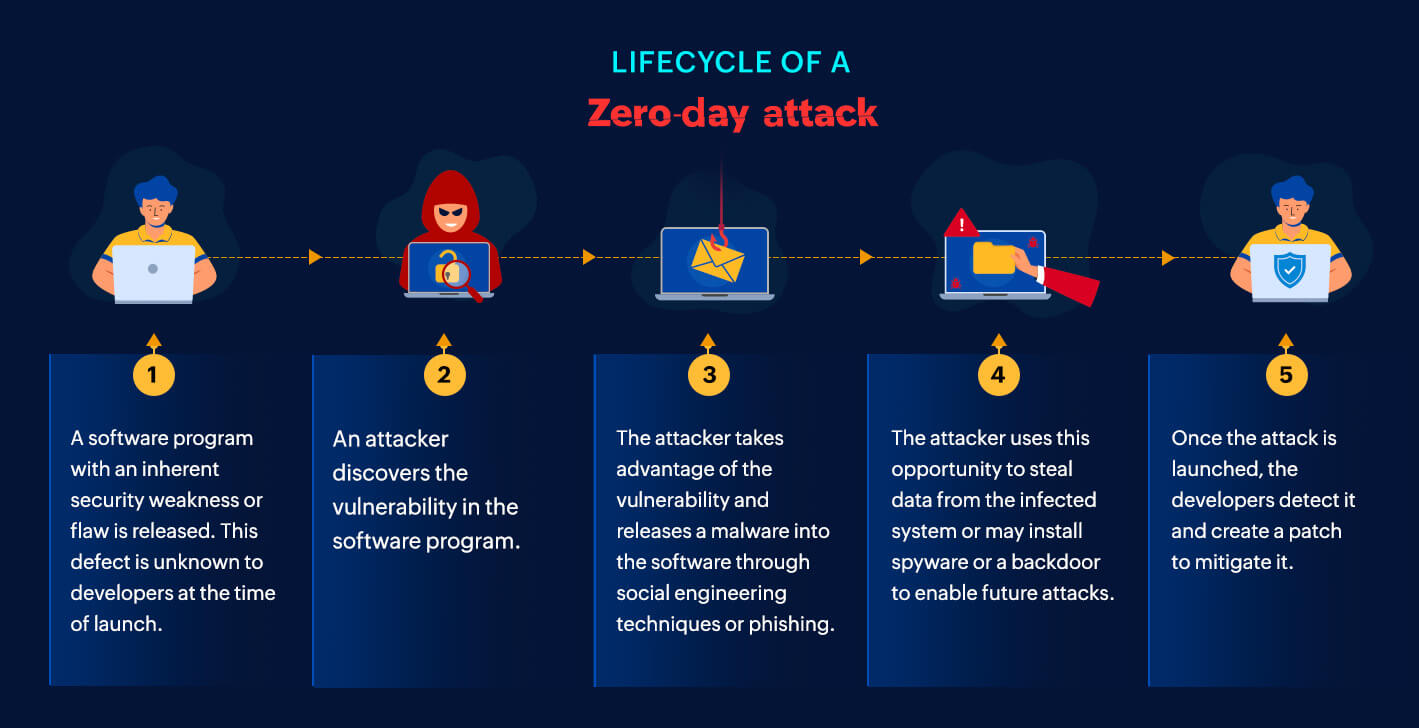 LIFECYCLE OF A
Zero-day attack
!
1
A software program
with an inherent
security weakness or
flaw is released. This
defect is unknown to
developers at the time
of launch.
2
An attacker
discovers the
vulnerability in the
software program.
3
The attacker takes
advantage of the
vulnerability and
releases a malware into
the software through
social engineering
techniques or phishing.
4
The attacker uses this
opportunity to steal
data from the infected
system or may install
spyware or a backdoor
to enable future attacks.
5
Once the attack is
launched, the
developers detect it
and create a patch
to mitigate it.